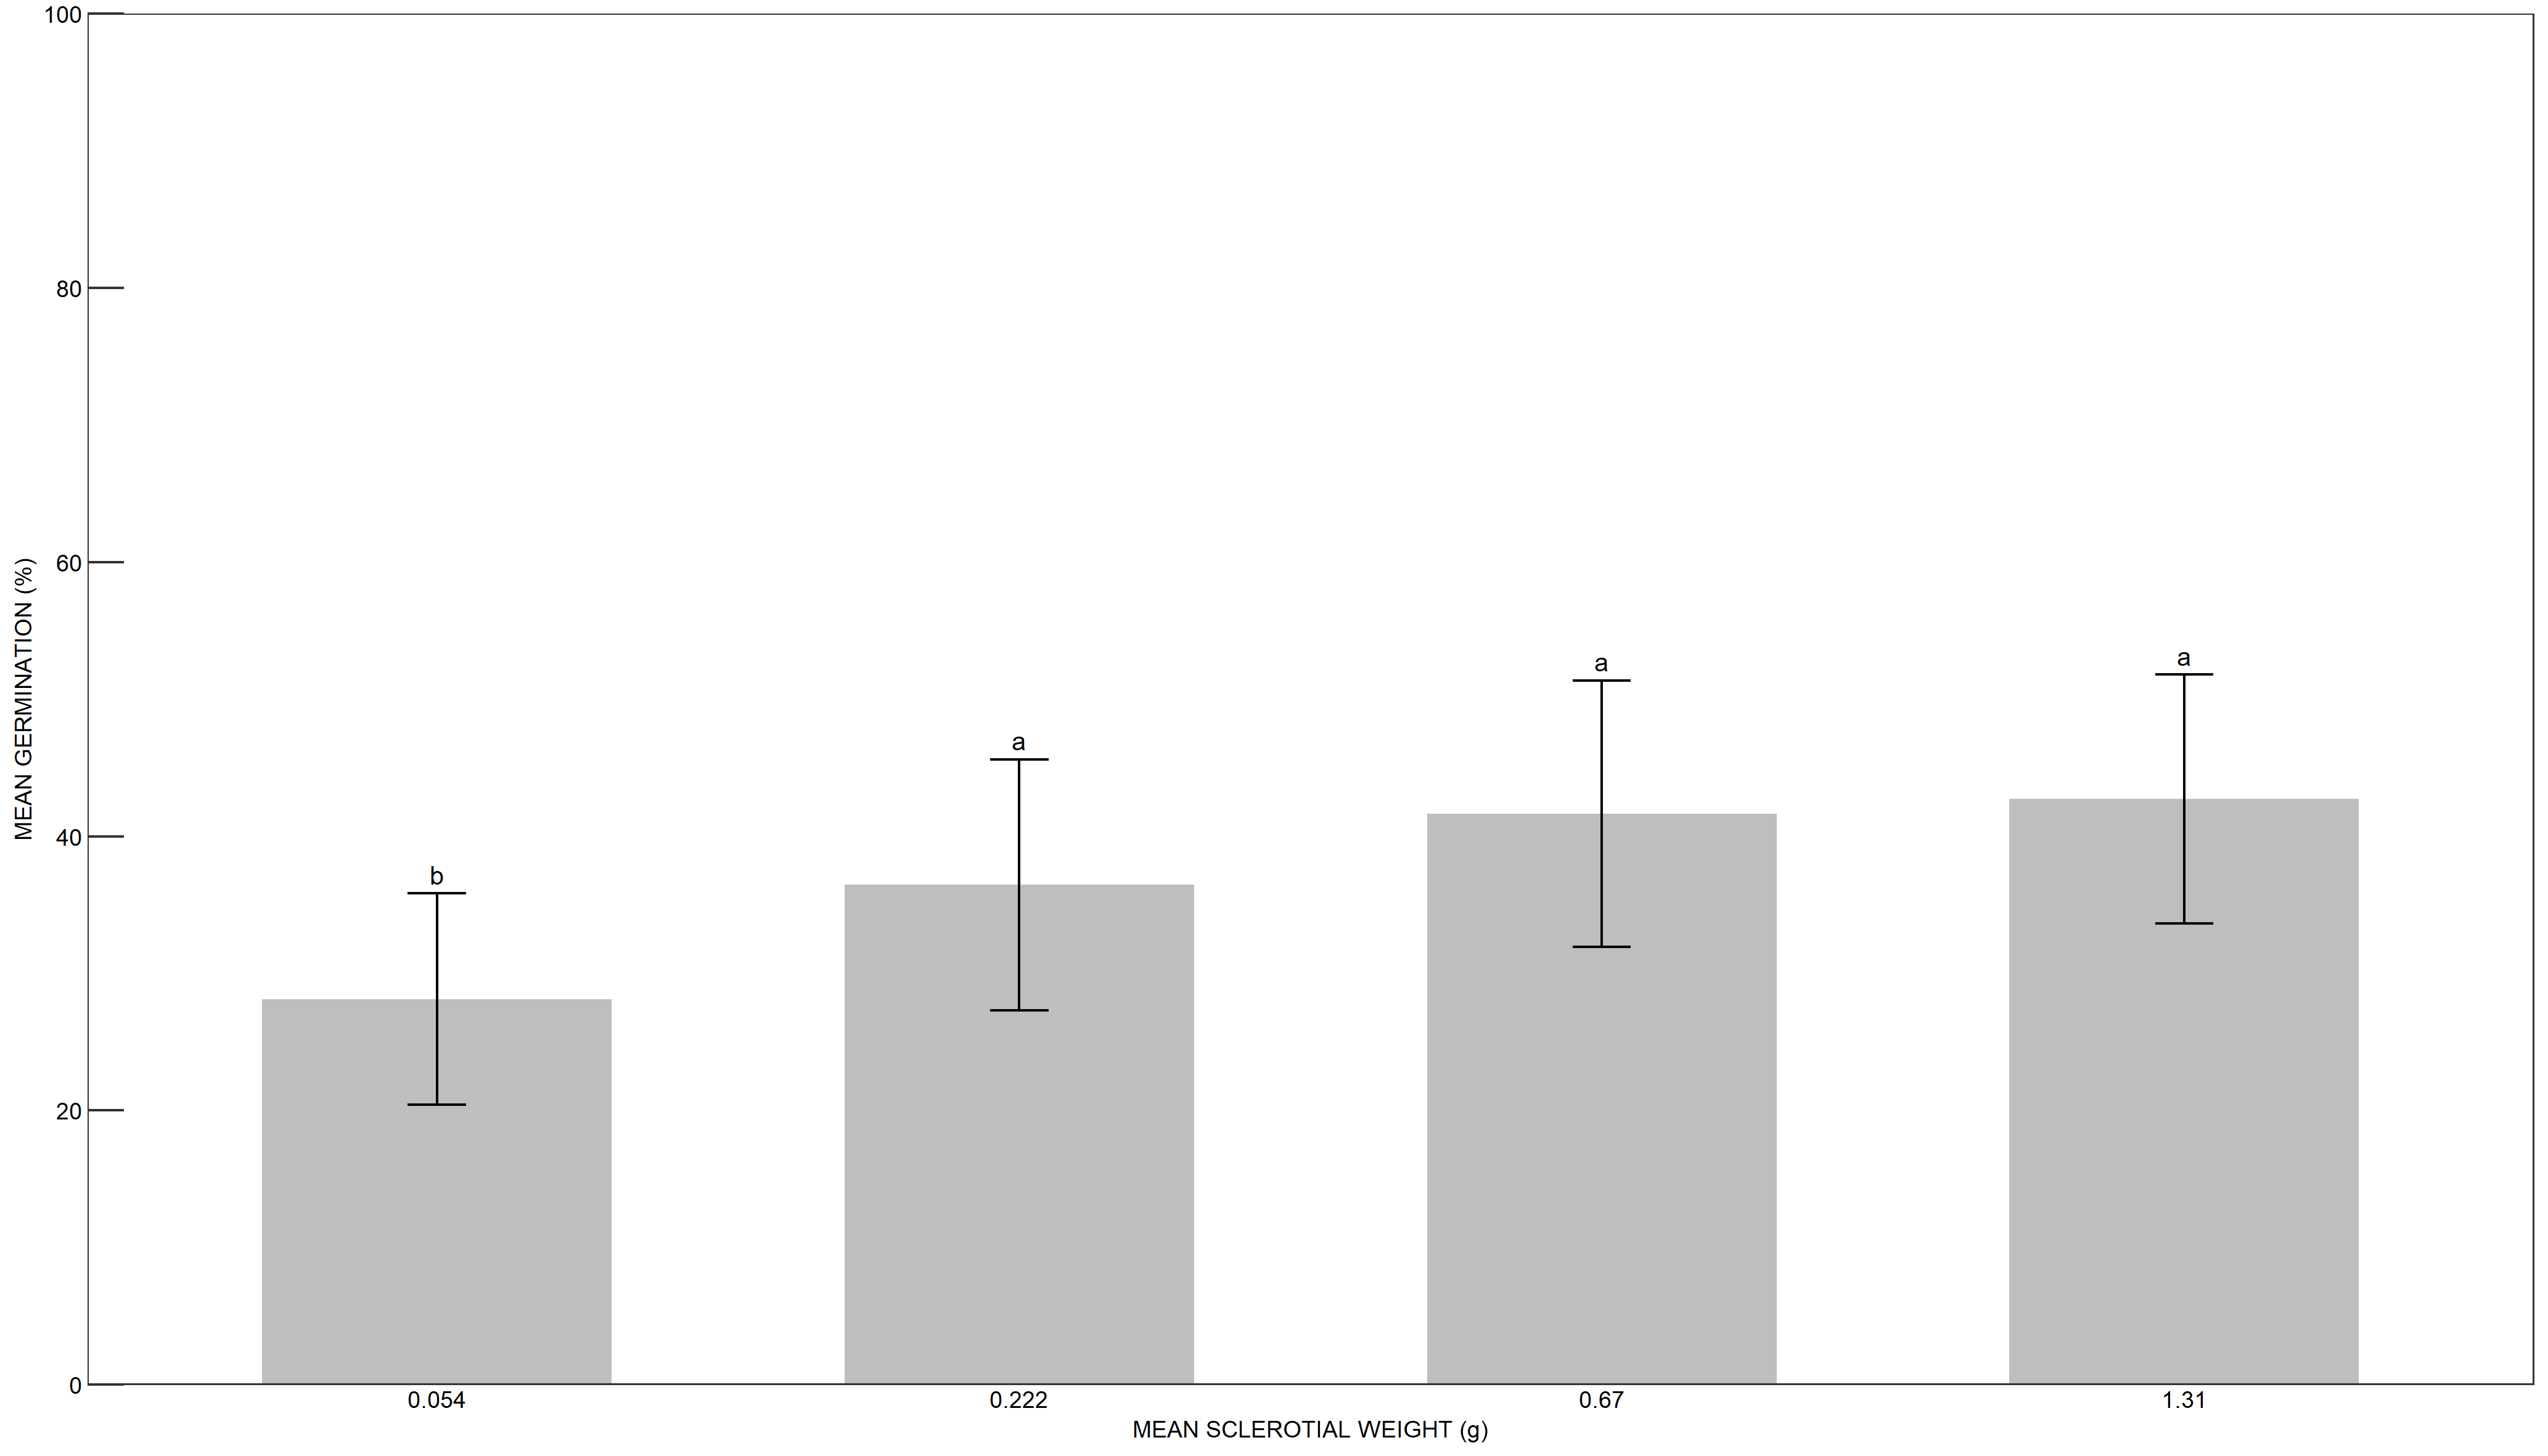 100
80
60
40
20
0
MEAN GERMINATION (%)
b
a
a
a
0.054
0.222
0.67
1.31
MEAN SCLEROTIAL WEIGHT (g)